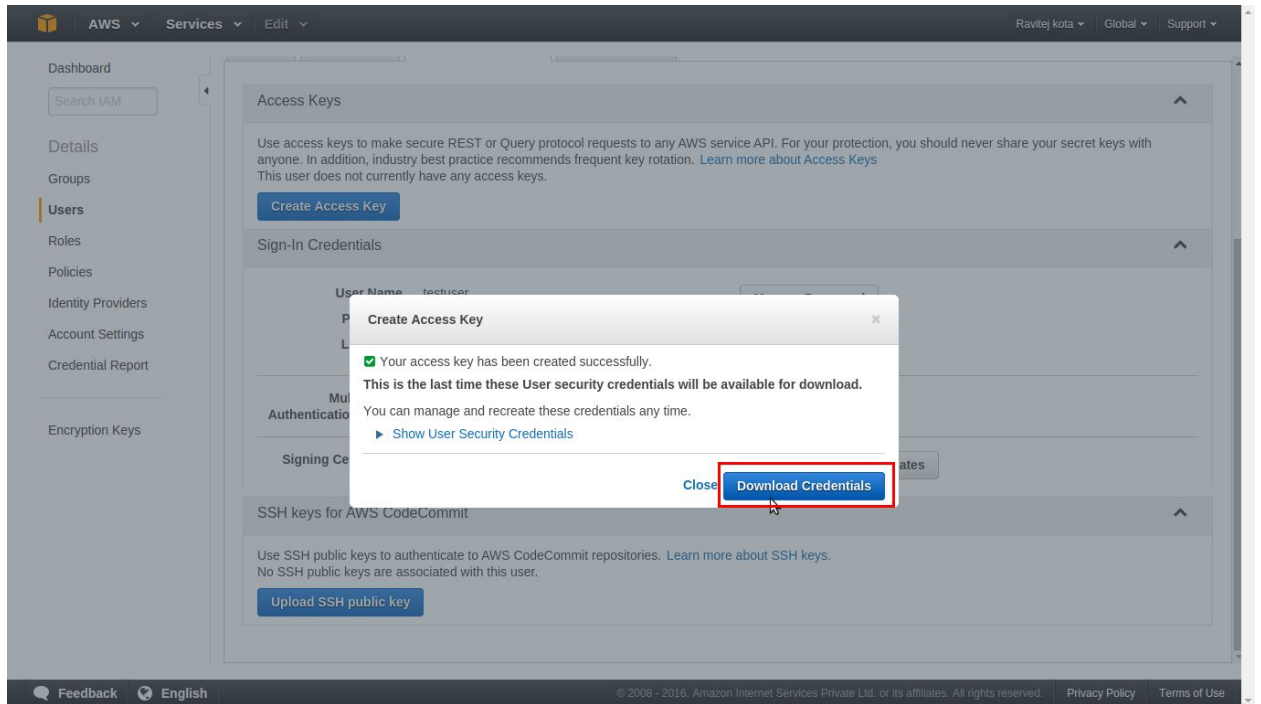 AWS Services Edit Ravitej kota Global Support
Dashboard
Search IAM
Details
Groups
Users
Roles
Policies
Identity Providers
Account Settings
Credential Report
Encryption Keys
Access Keys
Use access keys to make secure REST or Query protocol requests to any AWS service API. For your protection, you should never share your secret keys with
anyone. In addition, industry best practice recommends frequent key rotation. Learn more about Access Keys
This user does not currently have any access keys.
Create Access Key
Sign-In Credentials
User Name testuser
Create Access Key
Your access key has been created successfully.
This is the last time these User security credentials will be available for download.
You can manage and recreate these credentials any time.
Show User Security Credentials
Close Download Credentials
Signing Ce
SSH keys for AWS CodeCommit
Use SSH public keys to authenticate to AWS CodeCommit repositories. Learn more about SSH keys.
No SSH public keys are associated with this user.
Upload SSH public key
Feedback English © 2008 - 2016, Amazon Internet Services Private Ltd. or its affiliates. All rights reserved. Privacy Policy Terms of Use